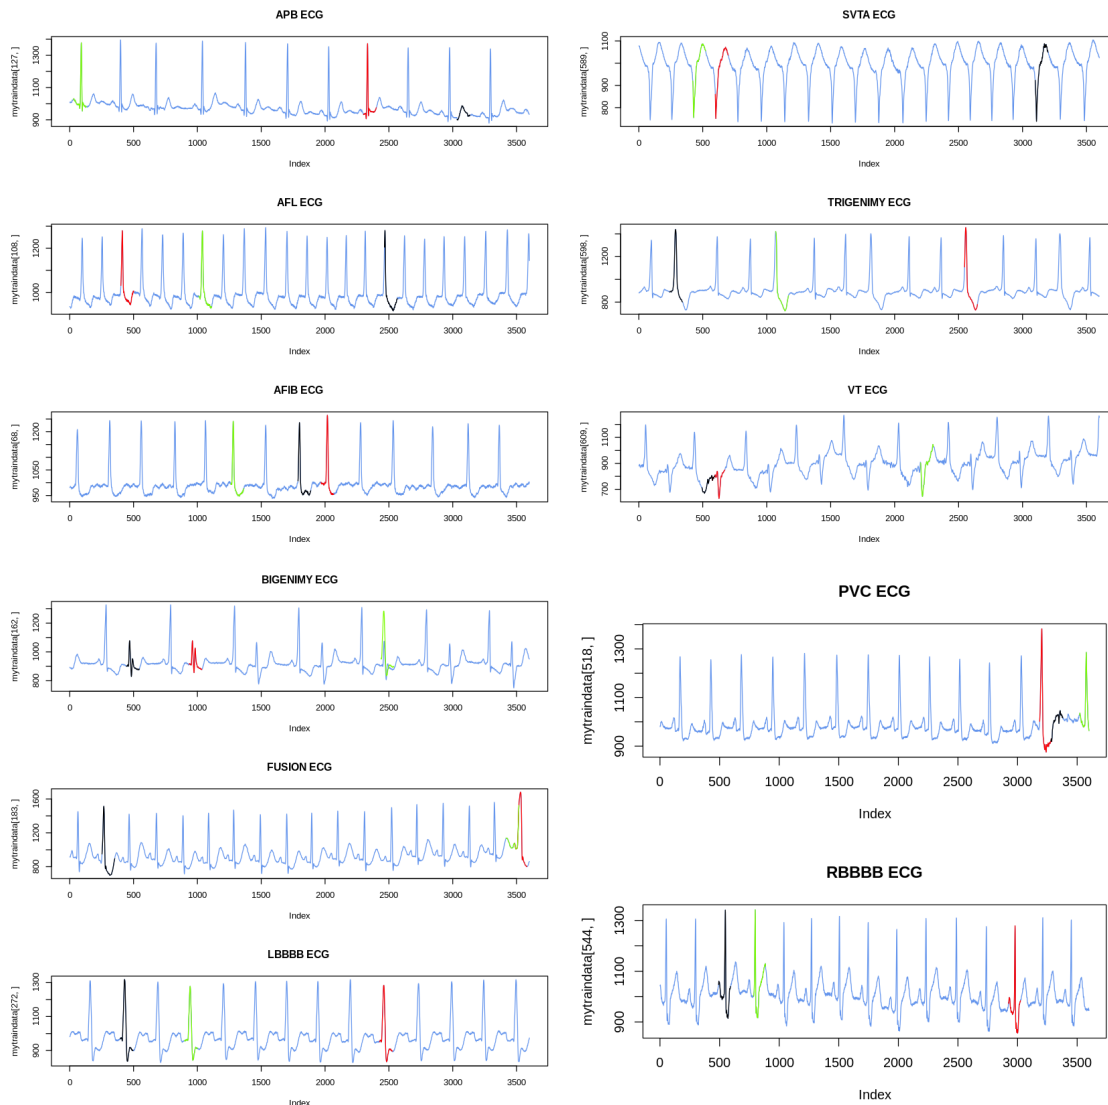 APB ECG
mytraindata[127, ]
900 1100 1300
0 500 1000 1500 2000 2500 3000 3500
Index
AFL ECG
mytraindata[108, ]
1000 1200
0 500 1000 1500 2000 2500 3000 3500
Index
AFIB ECG
mytraindata[68, ]
950 1050 1200
0 500 1000 1500 2000 2500 3000 3500
Index
BIGENIMY ECG
mytraindata[162, ]
800 1000 1200
0 500 1000 1500 2000 2500 3000 3500
Index
FUSION ECG
mytraindata[183, ]
800 1200 1600
0 500 1000 1500 2000 2500 3000 3500
Index
LBBBB ECG
mytraindata[272, ]
900 1100 1300
0 500 1000 1500 2000 2500 3000 3500
Index
SVTA ECG
mytraindata[589, ]
800 900 1100
0 500 1000 1500 2000 2500 3000 3500
Index
TRIGENIMY ECG
mytraindata[598, ]
800 1200
0 500 1000 1500 2000 2500 3000 3500
Index
VT ECG
mytraindata[609, ]
700 900 1100
0 500 1000 1500 2000 2500 3000 3500
Index
PVC ECG
mytraindata[518, ]
900 1100 1300
0 500 1000 1500 2000 2500 3000 3500
Index
RBBBB ECG
mytraindata[544, ]
900 1100 1300
0 500 1000 1500 2000 2500 3000 3500
Index